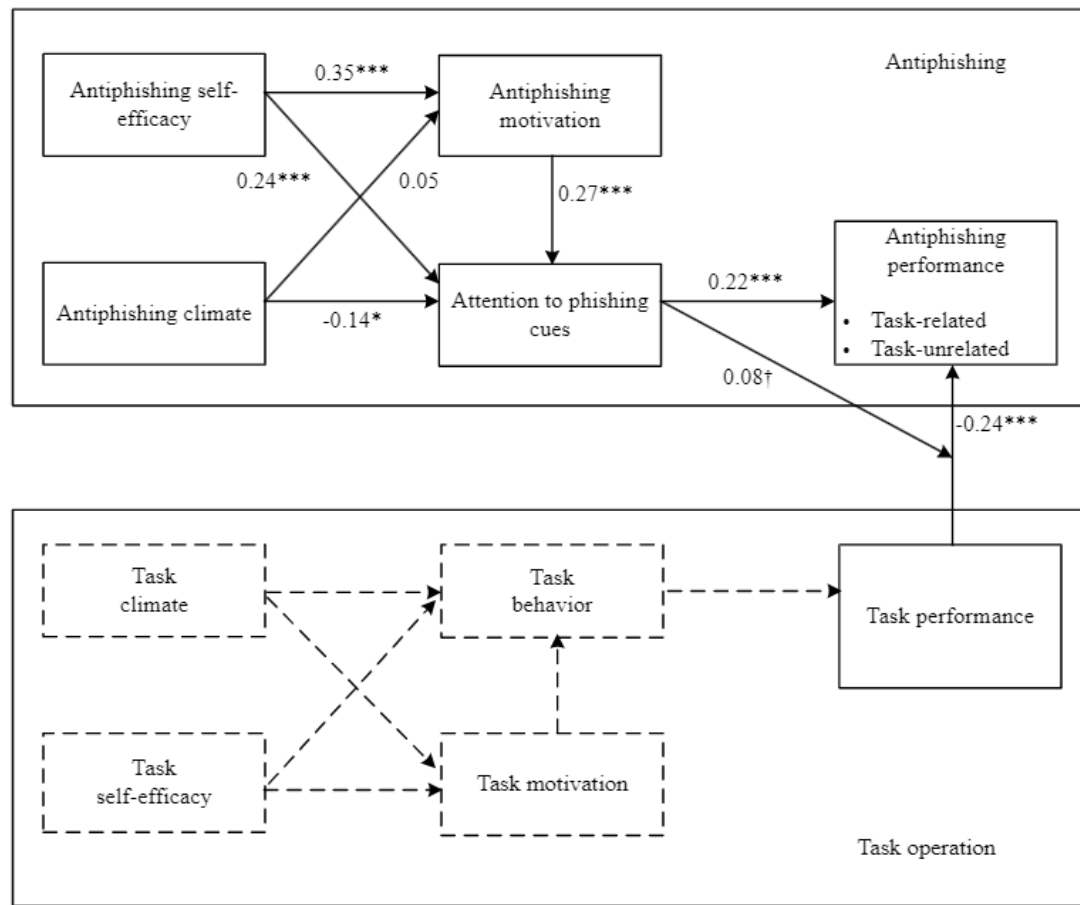 Antiphishing
Antiphishing self-
efficacy
0.35***
Antiphishing
motivation
0.24***
0.05
0.27***
Antiphishing climate
-0.14*
Attention to phishing
cues
0.22***
Antiphishing
performance
• Task-related
• Task-unrelated
0.08†
-0.24***
Task
climate
Task
behavior
Task performance
Task
self-efficacy
Task motivation
Task operation